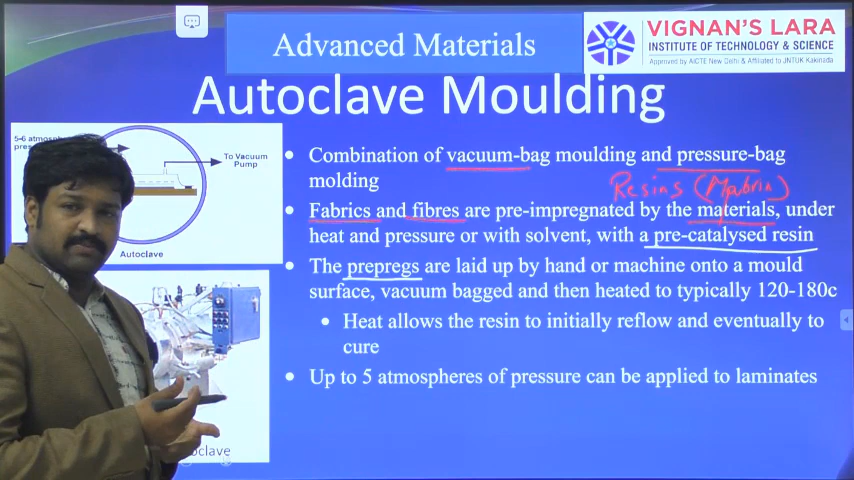 Advanced Materials
VIGNAN'S LARA
INSTITUTE OF TECHNOLOGY & SCIENCE
Approved by AICTE New Delhi & Affiliated to JNTUK Kakinada
Autoclave Moulding
5-6 
To Vacuum
Pump
Autoclave
• Combination of vacuum-bag moulding and pressure-bag
molding
Resins (Matrix)
• Fabrics and fibres are pre-impregnated by the materials, under
heat and pressure or with solvent, with a pre-catalysed resin
• The prepregs are laid up by hand or machine onto a mould
surface, vacuum bagged and then heated to typically 120-180c
• Heat allows the resin to initially reflow and eventually to
cure
• Up to 5 atmospheres of pressure can be applied to laminates